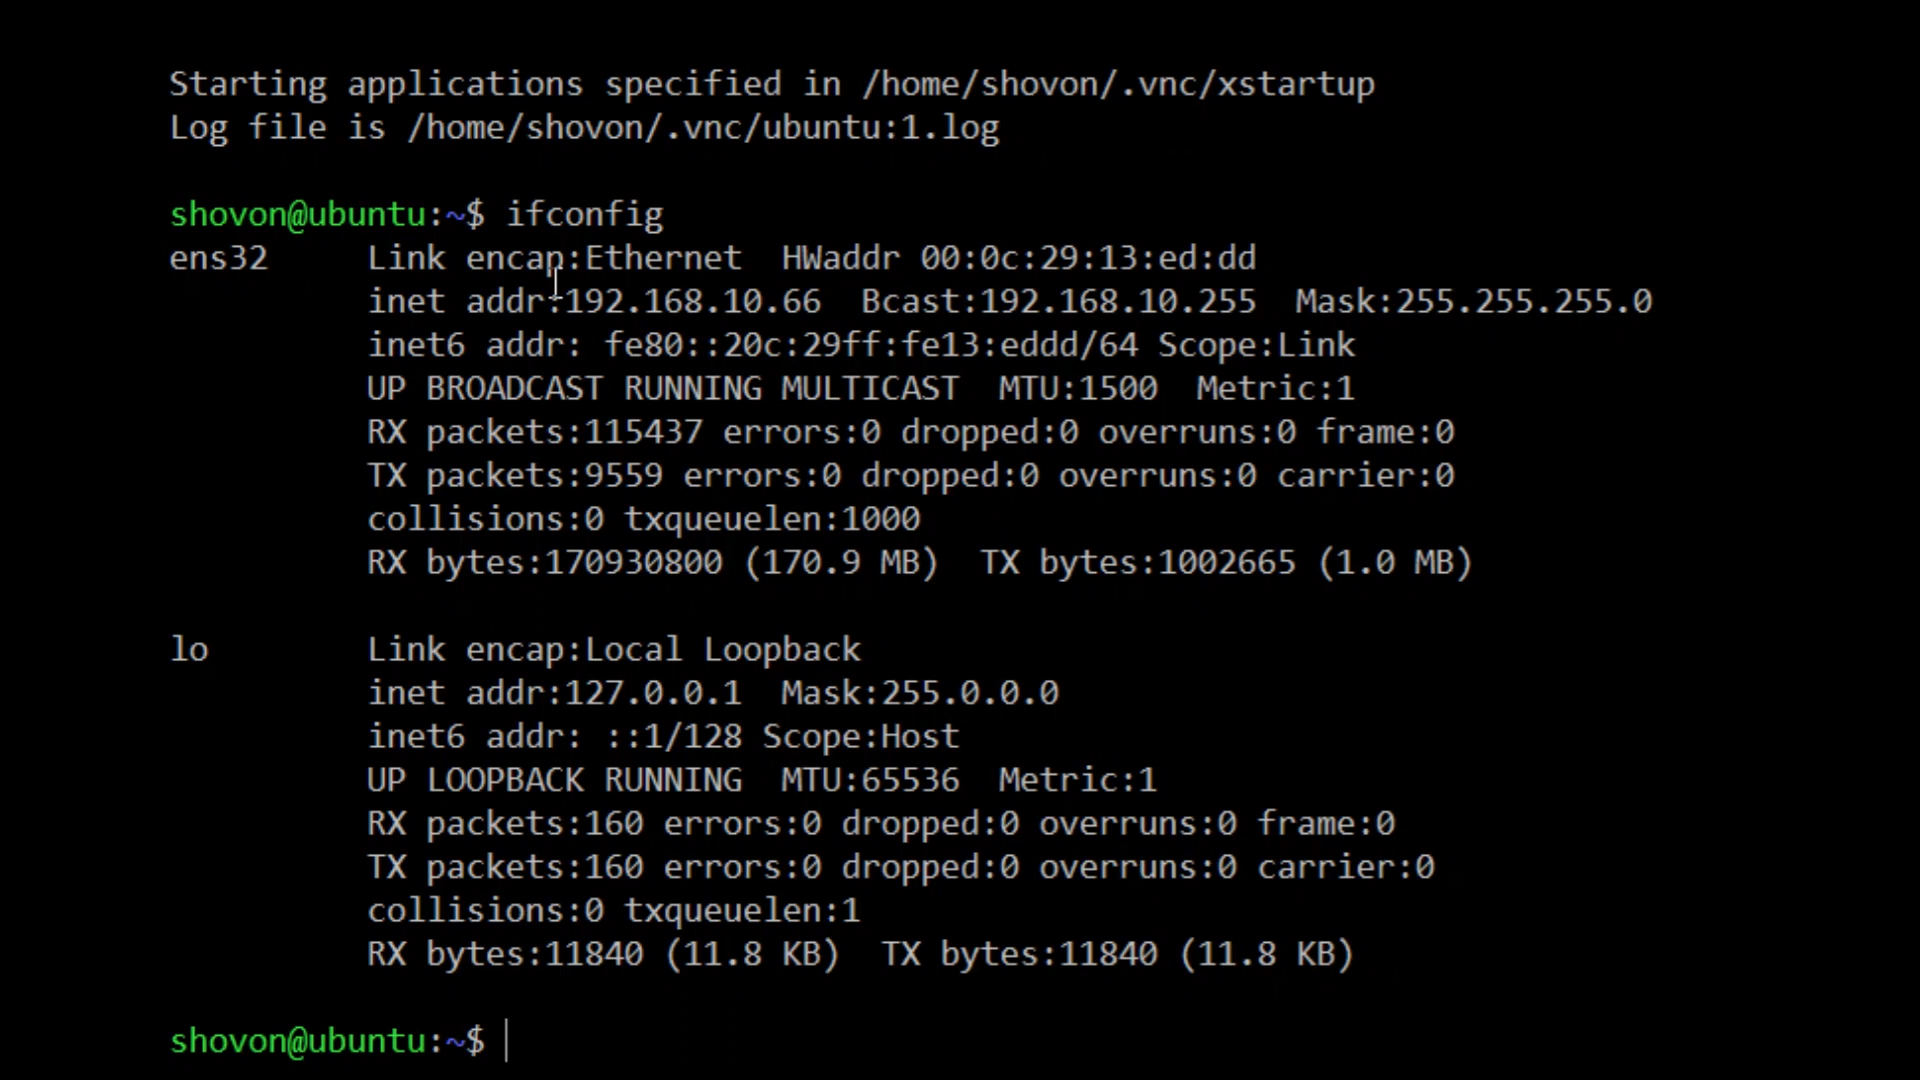 Starting applications specified in /home/shovon/.vnc/xstartup
Log file is /home/shovon/.vnc/ubuntu:1.log
shovon@ubuntu:~$ ifconfig
ens32     Link encap:Ethernet  HWaddr 00:0c:29:13:ed:dd
          inet addr:192.168.10.66  Bcast:192.168.10.255  Mask:255.255.255.0
          inet6 addr: fe80::20c:29ff:fe13:eddd/64 Scope:Link
          UP BROADCAST RUNNING MULTICAST  MTU:1500  Metric:1
          RX packets:115437 errors:0 dropped:0 overruns:0 frame:0
          TX packets:9559 errors:0 dropped:0 overruns:0 carrier:0
          collisions:0 txqueuelen:1000
          RX bytes:170930800 (170.9 MB)  TX bytes:1002665 (1.0 MB)
lo        Link encap:Local Loopback
          inet addr:127.0.0.1  Mask:255.0.0.0
          inet6 addr: ::1/128 Scope:Host
          UP LOOPBACK RUNNING  MTU:65536  Metric:1
          RX packets:160 errors:0 dropped:0 overruns:0 frame:0
          TX packets:160 errors:0 dropped:0 overruns:0 carrier:0
          collisions:0 txqueuelen:1
          RX bytes:11840 (11.8 KB)  TX bytes:11840 (11.8 KB)
shovon@ubuntu:~$